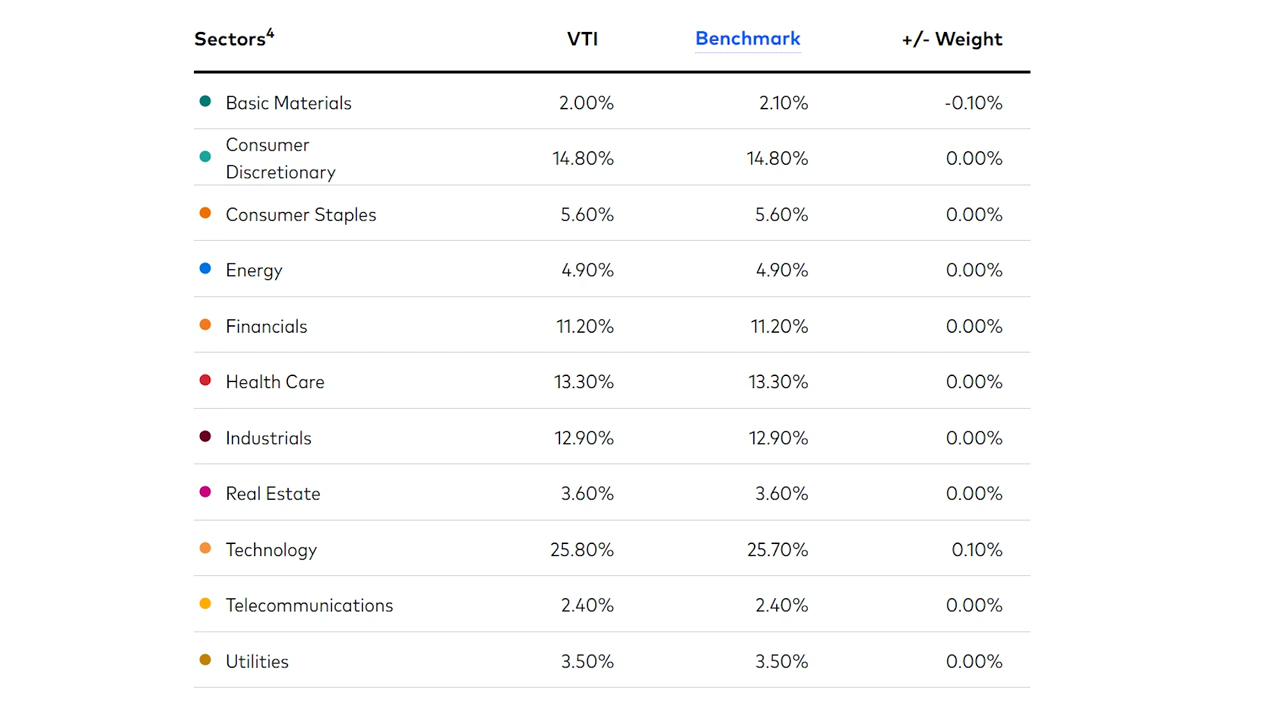 Sectors⁴ VTI Benchmark +/- Weight
Basic Materials 2.00% 2.10% -0.10%
Consumer
Discretionary 14.80% 14.80% 0.00%
Consumer Staples 5.60% 5.60% 0.00%
Energy 4.90% 4.90% 0.00%
Financials 11.20% 11.20% 0.00%
Health Care 13.30% 13.30% 0.00%
Industrials 12.90% 12.90% 0.00%
Real Estate 3.60% 3.60% 0.00%
Technology 25.80% 25.70% 0.10%
Telecommunications 2.40% 2.40% 0.00%
Utilities 3.50% 3.50% 0.00%